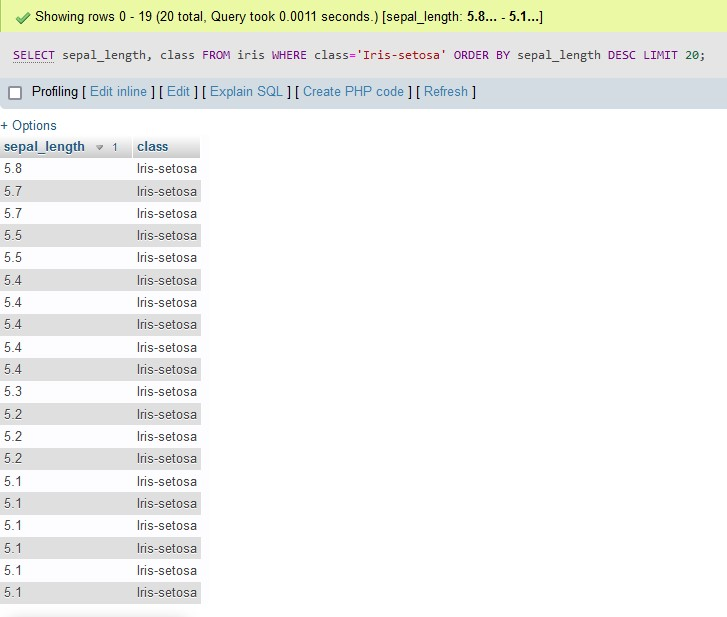 Showing rows 0 - 19 (20 total, Query took 0.0011 seconds.) [sepal_length: 5.8... - 5.1...]
SELECT sepal_length, class FROM iris WHERE class='Iris-setosa' ORDER BY sepal_length DESC LIMIT 20;
Profiling [ Edit inline ] [ Edit ] [ Explain SQL ] [ Create PHP code ] [ Refresh ]
+ Options
sepal_length 1 class
5.8 Iris-setosa
5.7 Iris-setosa
5.7 Iris-setosa
5.5 Iris-setosa
5.5 Iris-setosa
5.4 Iris-setosa
5.4 Iris-setosa
5.4 Iris-setosa
5.4 Iris-setosa
5.4 Iris-setosa
5.3 Iris-setosa
5.2 Iris-setosa
5.2 Iris-setosa
5.2 Iris-setosa
5.1 Iris-setosa
5.1 Iris-setosa
5.1 Iris-setosa
5.1 Iris-setosa
5.1 Iris-setosa
5.1 Iris-setosa